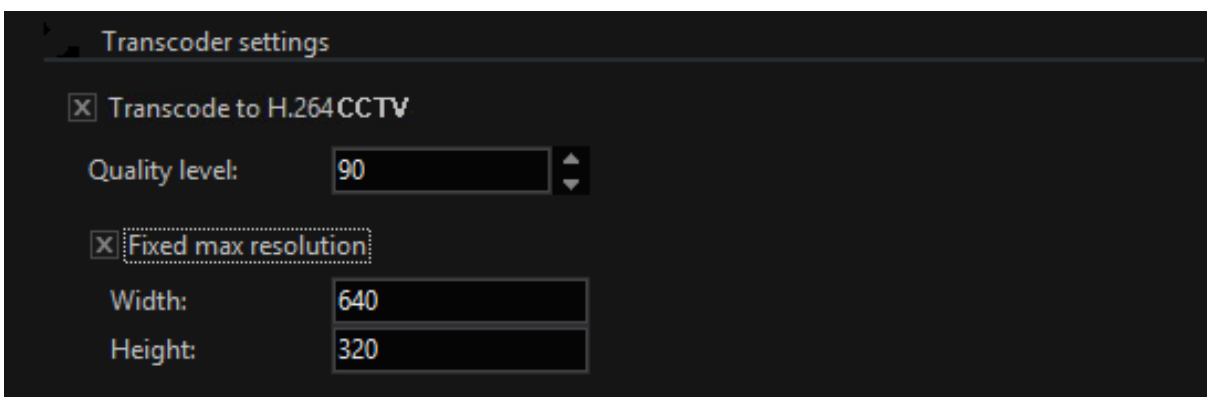 Transcoder settings
Transcode to H.264 CCTV
Quality level: 90
Fixed max resolution
Width: 640
Height: 320